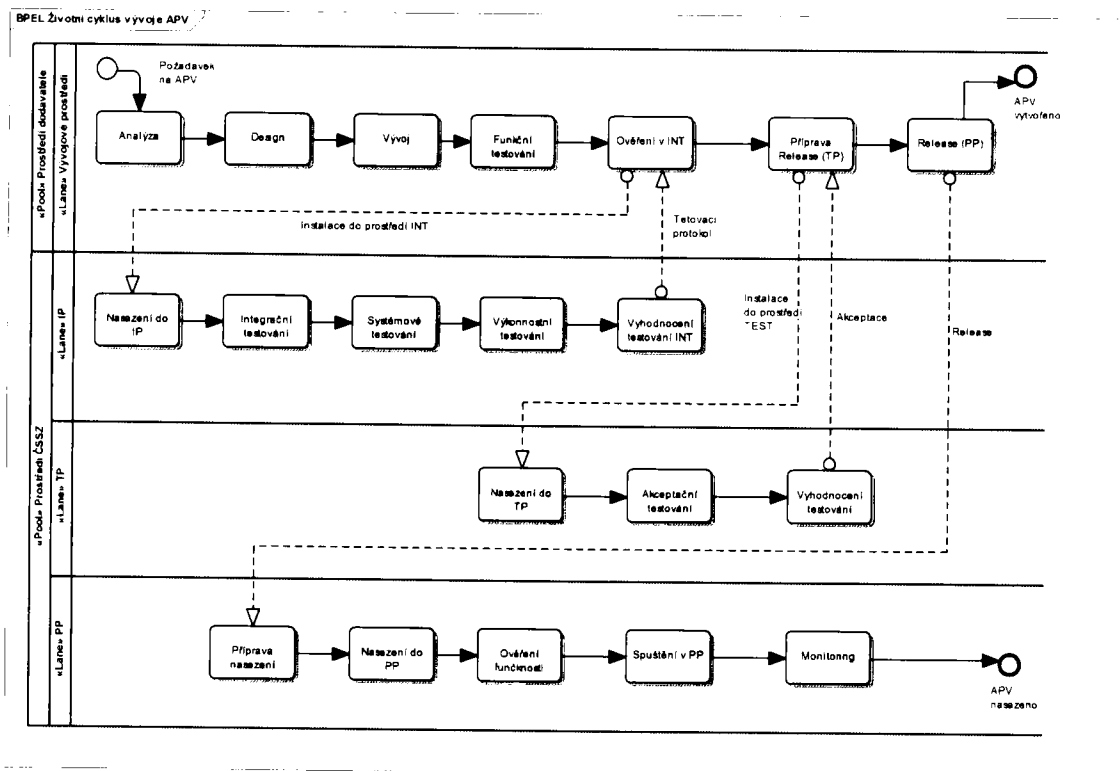 BPEL Životní cyklus vývoje APV
«Pool» Prostředí dodavatele
«Lane» Vývojové prostředí
Požadavek
na APV
APV
vytvořeno
Analýza
Design
Vývoj
Funkční
testování
Ověření v INT
Příprava
Release (TP)
Release (PP)
Instalace do prostředí INT
Tetovací
protokol
«Pool» Prostředí ČSSZ
«Lane» IP
Nasazení do
IP
Integrační
testování
Systémové
testování
Výkonnostní
testování
Vyhodnocení
testování INT
Instalace
do prostředí
TEST
Akceptace
Release
«Lane» TP
Nasazení do
TP
Akceptační
testování
Vyhodnocení
testování
«Lane» PP
Příprava
nasazení
Nasazení do
PP
Ověření
funčknosti
Spuštění v PP
Monitoring
APV
nasazeno